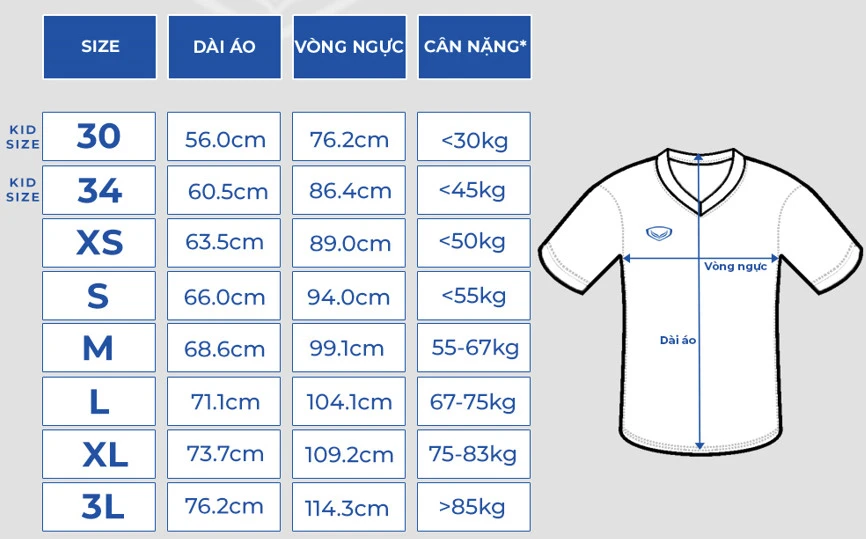 SIZE DÀI ÁO VÒNG NGỰC CÂN NẶNG*
KID SIZE 30 56.0cm 76.2cm <30kg
KID SIZE 34 60.5cm 86.4cm <45kg
XS 63.5cm 89.0cm <50kg
S 66.0cm 94.0cm <55kg
M 68.6cm 99.1cm 55-67kg
L 71.1cm 104.1cm 67-75kg
XL 73.7cm 109.2cm 75-83kg
3L 76.2cm 114.3cm >85kg
Vòng ngực
Dài áo